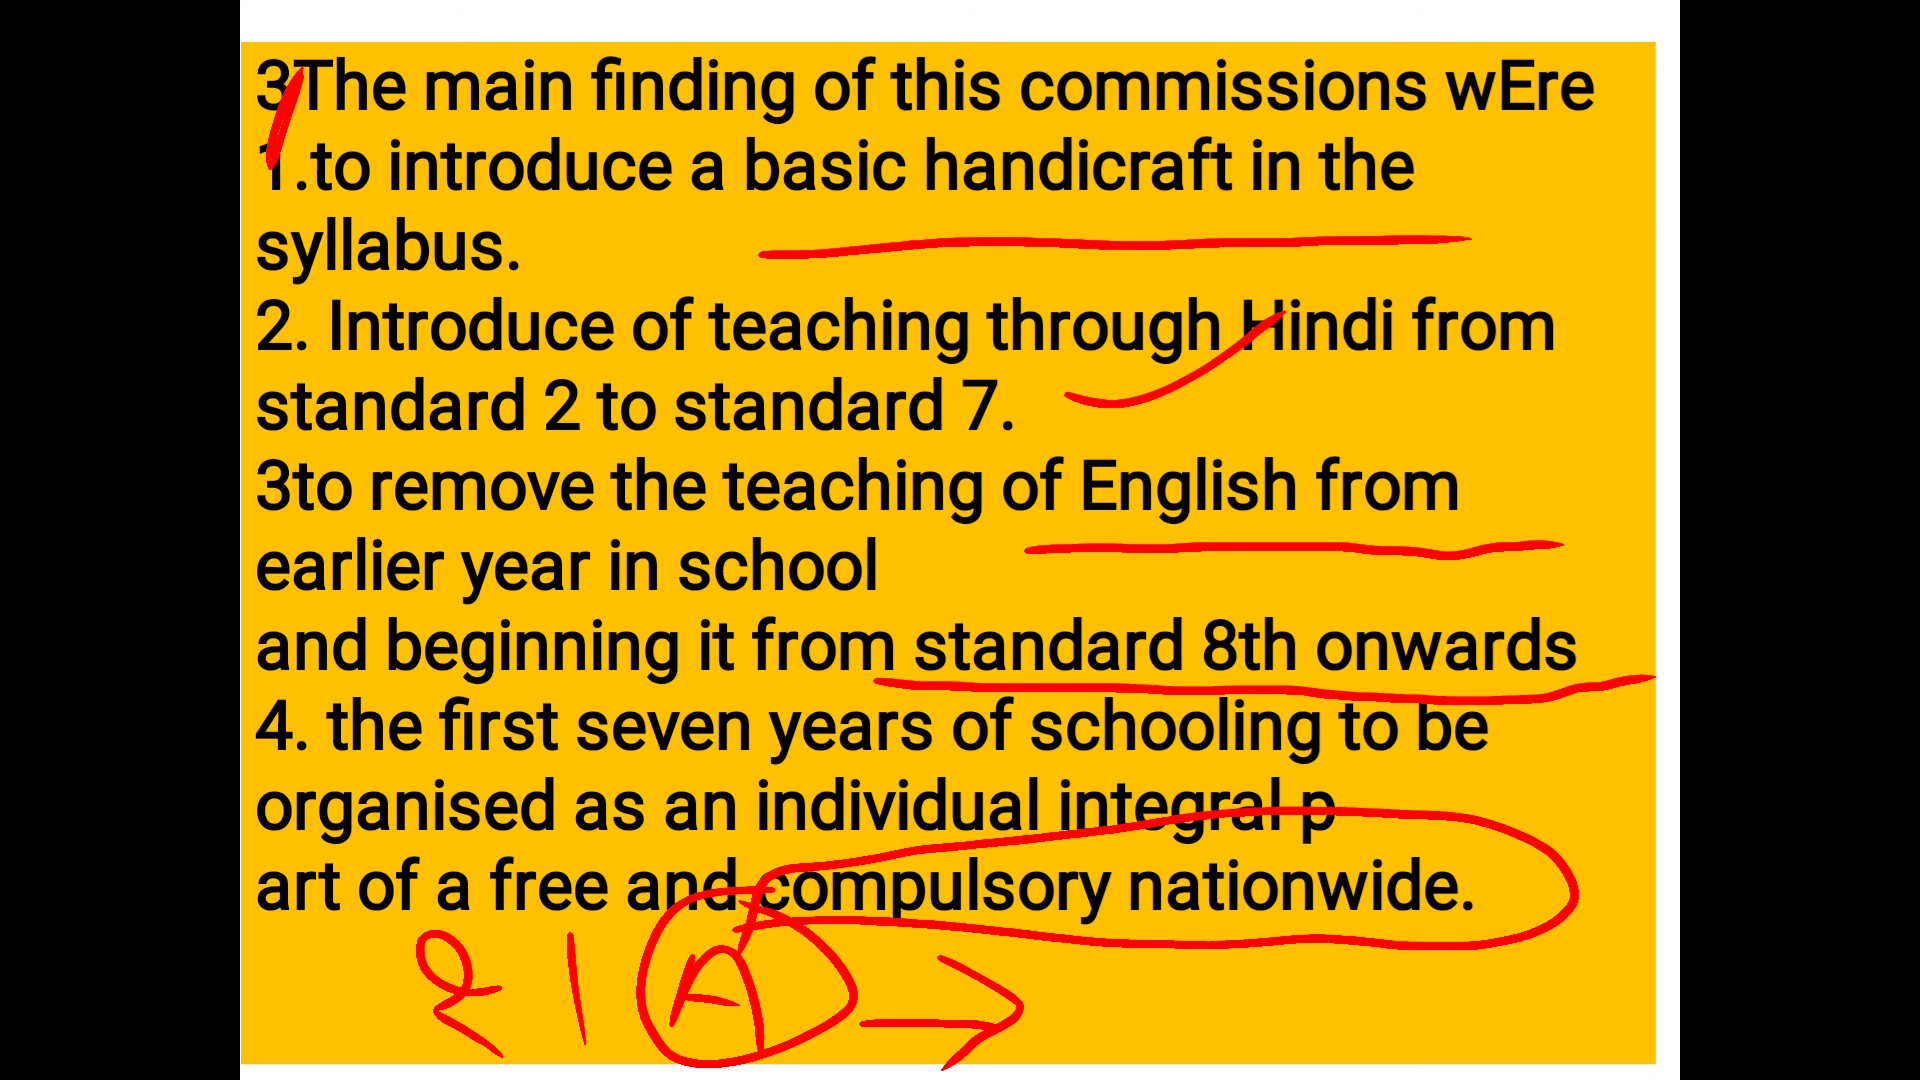 3The main finding of this commissions wEre
1.to introduce a basic handicraft in the
syllabus.
2. Introduce of teaching through Hindi from
standard 2 to standard 7.
3to remove the teaching of English from
earlier year in school
and beginning it from standard 8th onwards
4. the first seven years of schooling to be
organised as an individual integral p
art of a free and compulsory nationwide.
A →